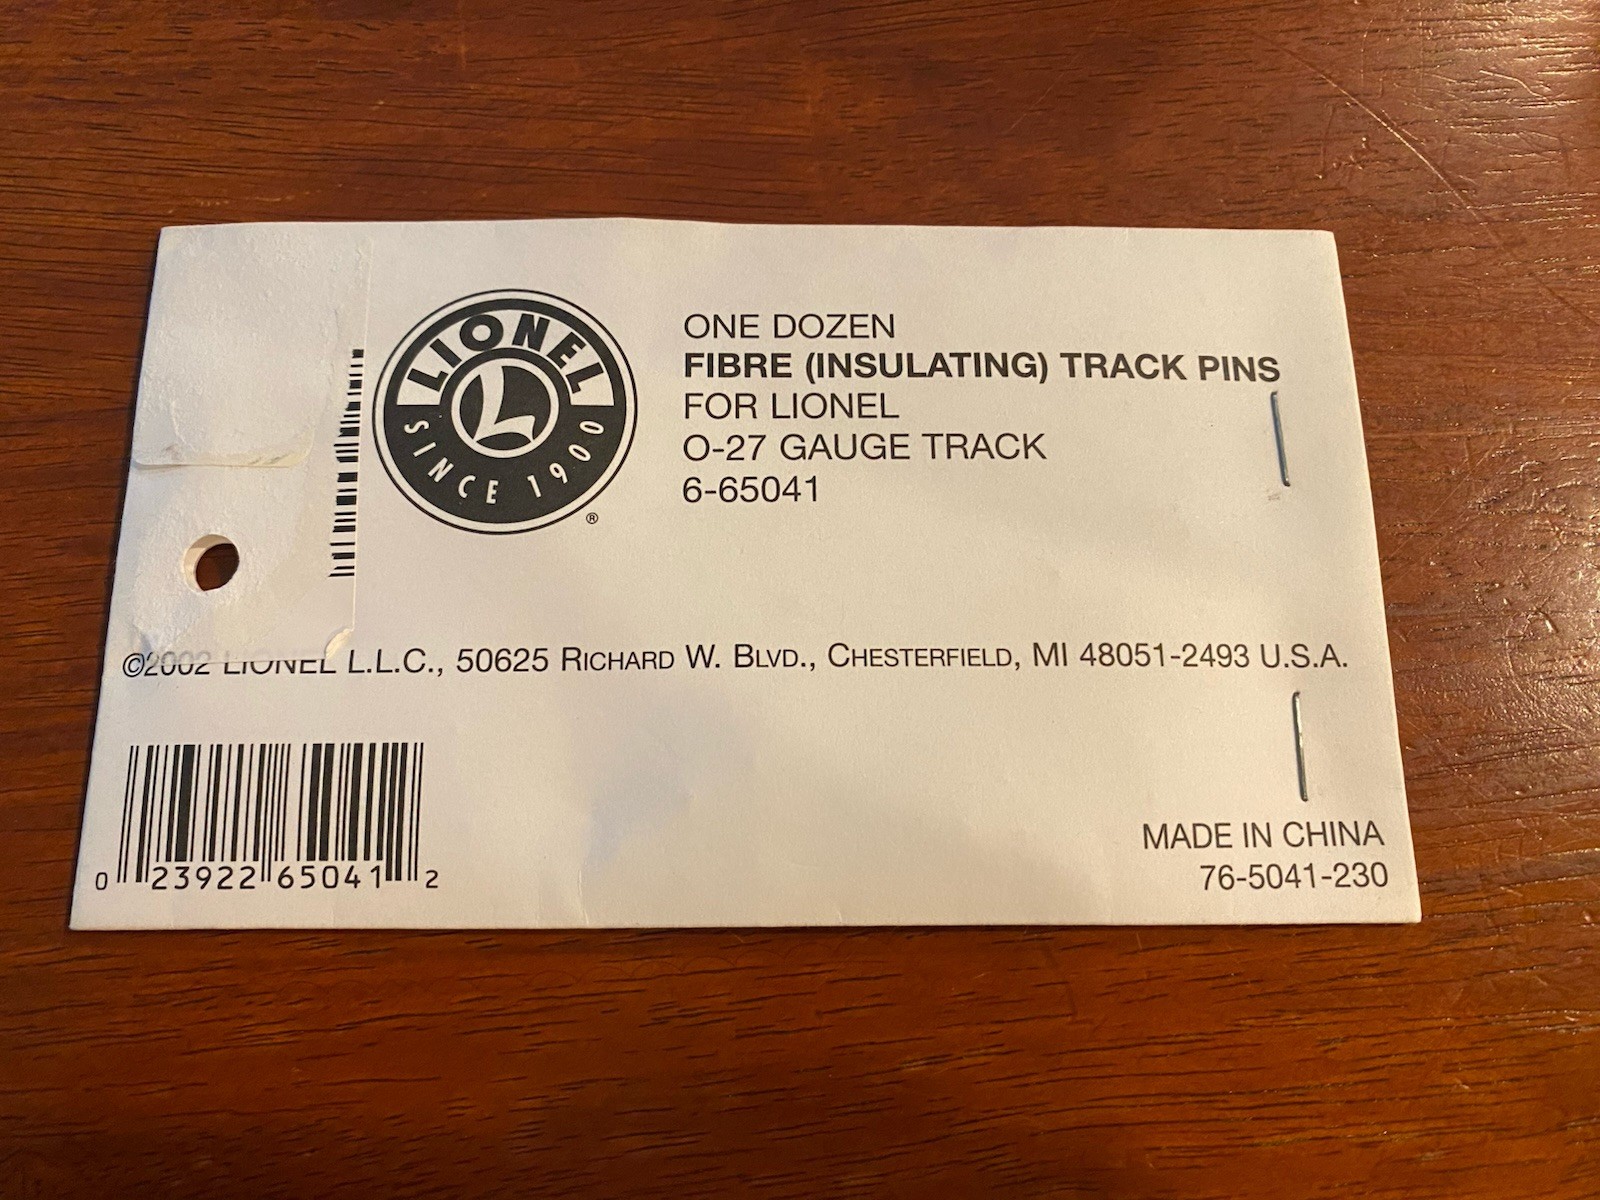 LIONEL
L
SINCE 1900
®
ONE DOZEN
FIBRE (INSULATING) TRACK PINS
FOR LIONEL
O-27 GAUGE TRACK
6-65041
©2002 LIONEL L.L.C., 50625 RICHARD W. BLVD., CHESTERFIELD, MI 48051-2493 U.S.A.
0 23922 65041 2
MADE IN CHINA
76-5041-230